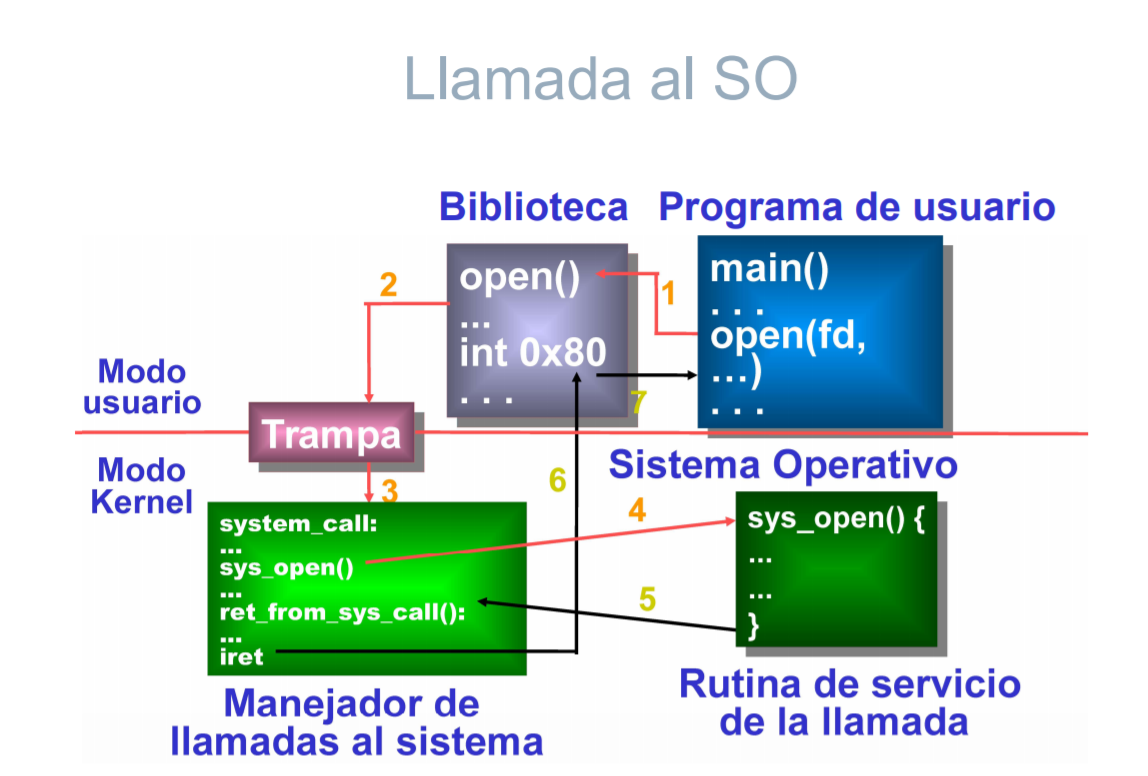 Llamada al SO
Biblioteca
Programa de usuario
open()
...
int 0x80
. . .
main()
. . .
open(fd,
...)
. . .
1
2
7
Modo
usuario
Trampa
Modo
Kernel
3
6
Sistema Operativo
4
system_call:
...
sys_open()
...
ret_from_sys_call():
...
iret
sys_open() {
...
...
}
5
Manejador de
llamadas al sistema
Rutina de servicio
de la llamada